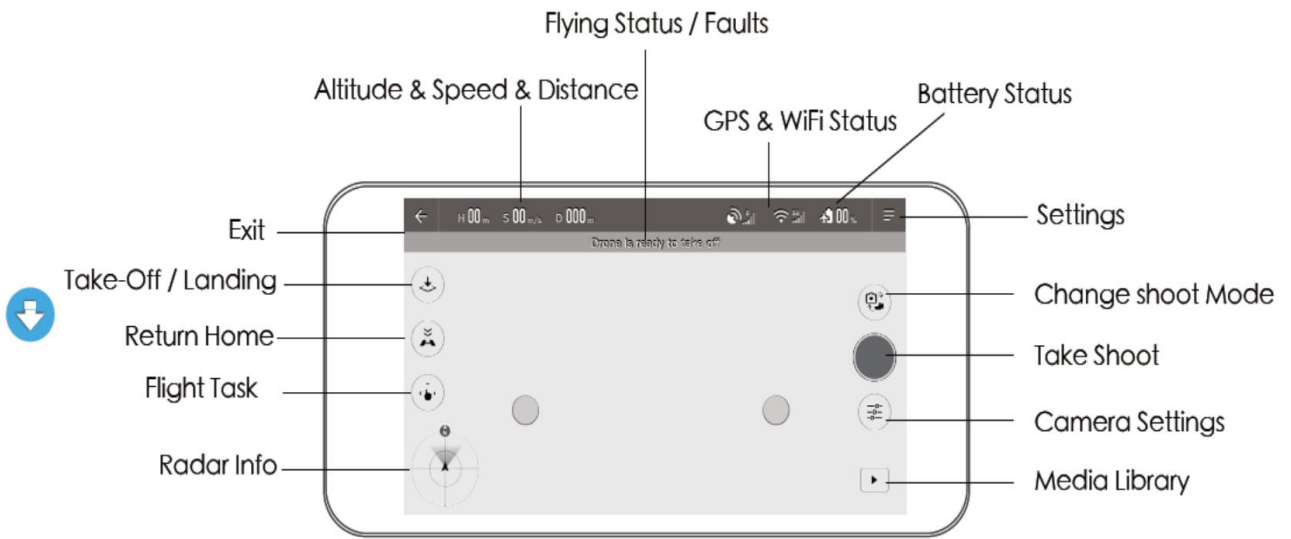 Flying Status / Faults
Altitude & Speed & Distance
Battery Status
GPS & WiFi Status
H 00 m S 00 m/s D 000 m 00 %
Settings
Exit
Drone is ready to take off
Take-Off / Landing
Change shoot Mode
Return Home
Take Shoot
Flight Task
Camera Settings
Radar Info
Media Library